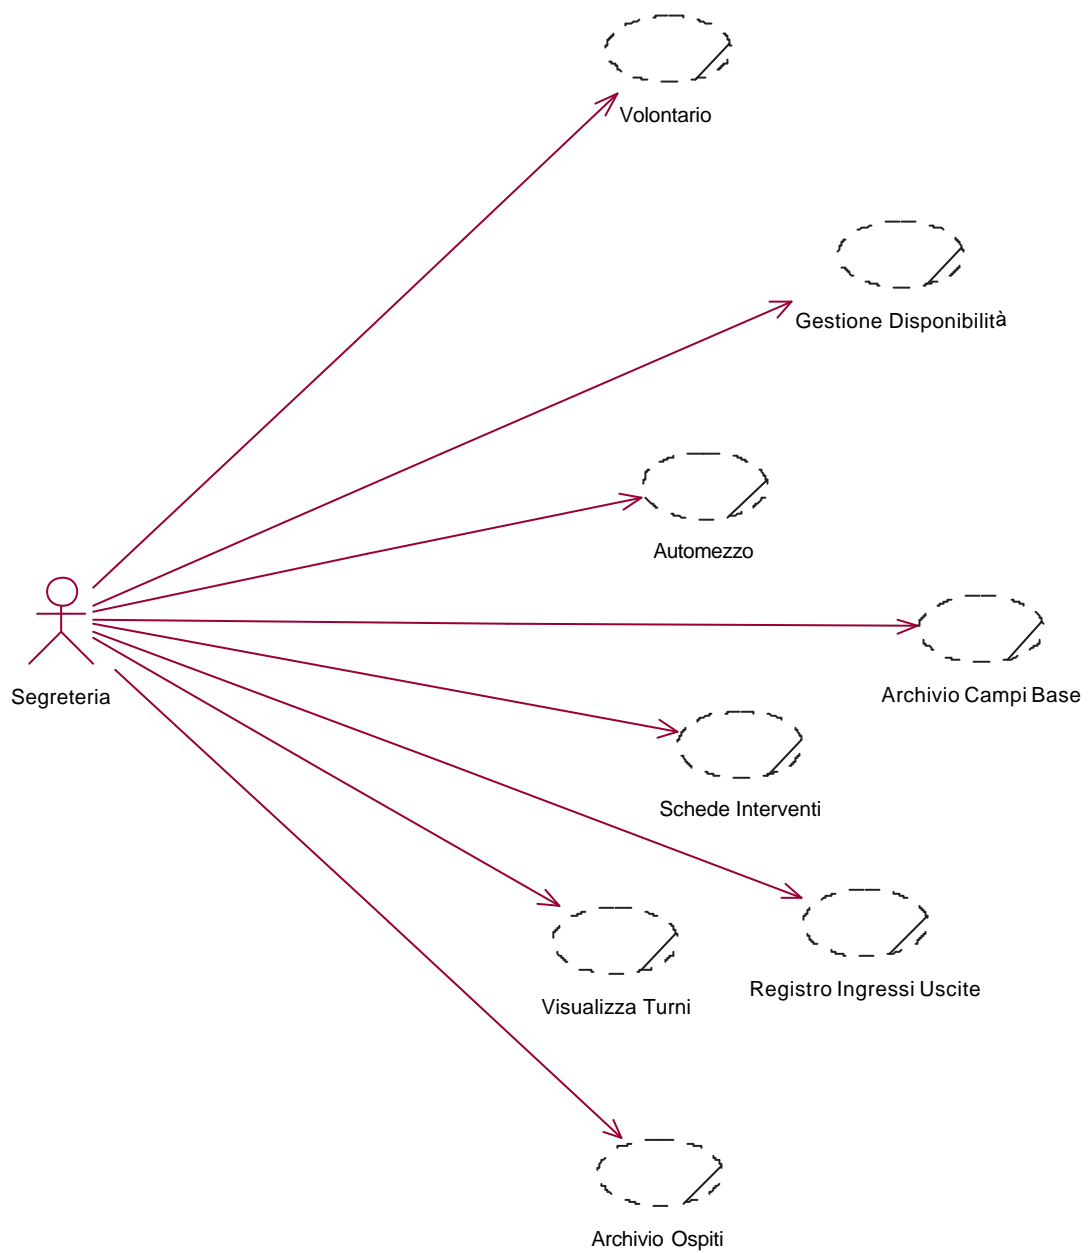 Volontario
Gestione Disponibilità
Automezzo
Segreteria
Archivio Campi Base
Schede Interventi
Registro Ingressi Uscite
Visualizza Turni
Archivio Ospiti